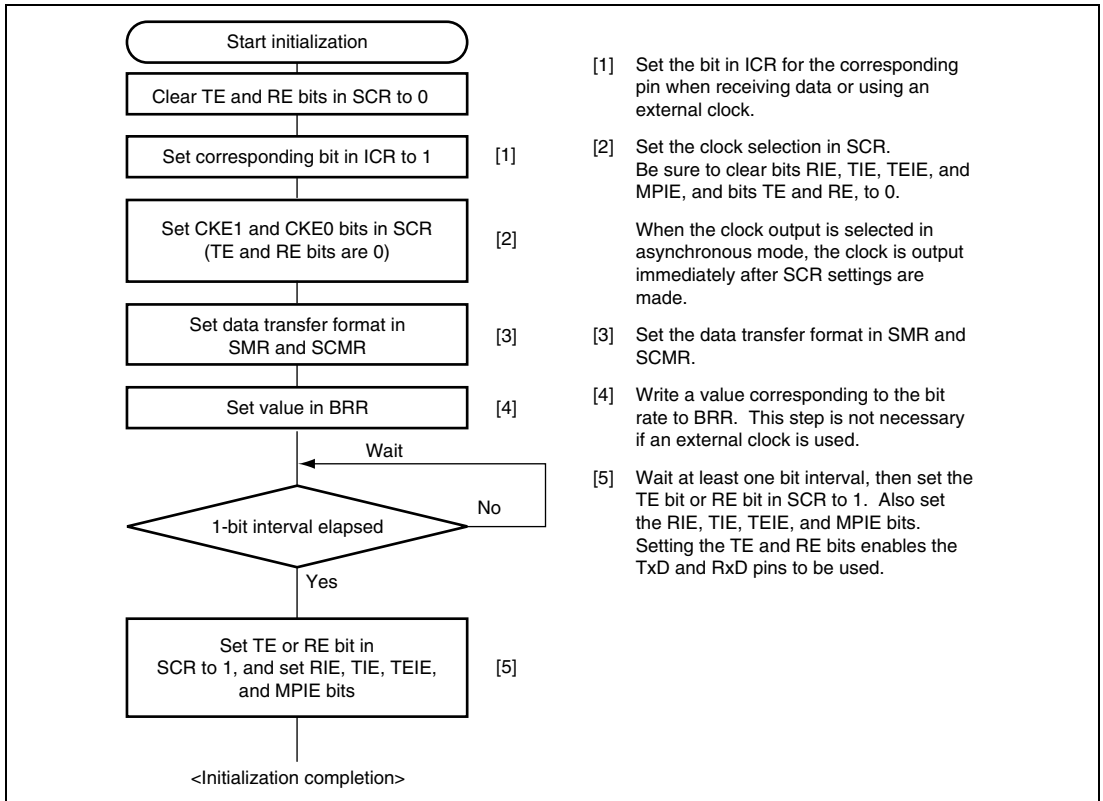 Start initialization
Clear TE and RE bits in SCR to 0
Set corresponding bit in ICR to 1
[1]
Set CKE1 and CKE0 bits in SCR
(TE and RE bits are 0)
[2]
Set data transfer format in
SMR and SCMR
[3]
Set value in BRR
[4]
Wait
No
1-bit interval elapsed
Yes
Set TE or RE bit in
SCR to 1, and set RIE, TIE, TEIE,
and MPIE bits
[5]
<Initialization completion>
[1] Set the bit in ICR for the corresponding
pin when receiving data or using an
external clock.
[2] Set the clock selection in SCR.
Be sure to clear bits RIE, TIE, TEIE, and
MPIE, and bits TE and RE, to 0.
When the clock output is selected in
asynchronous mode, the clock is output
immediately after SCR settings are
made.
[3] Set the data transfer format in SMR and
SCMR.
[4] Write a value corresponding to the bit
rate to BRR. This step is not necessary
if an external clock is used.
[5] Wait at least one bit interval, then set the
TE bit or RE bit in SCR to 1. Also set
the RIE, TIE, TEIE, and MPIE bits.
Setting the TE and RE bits enables the
TxD and RxD pins to be used.